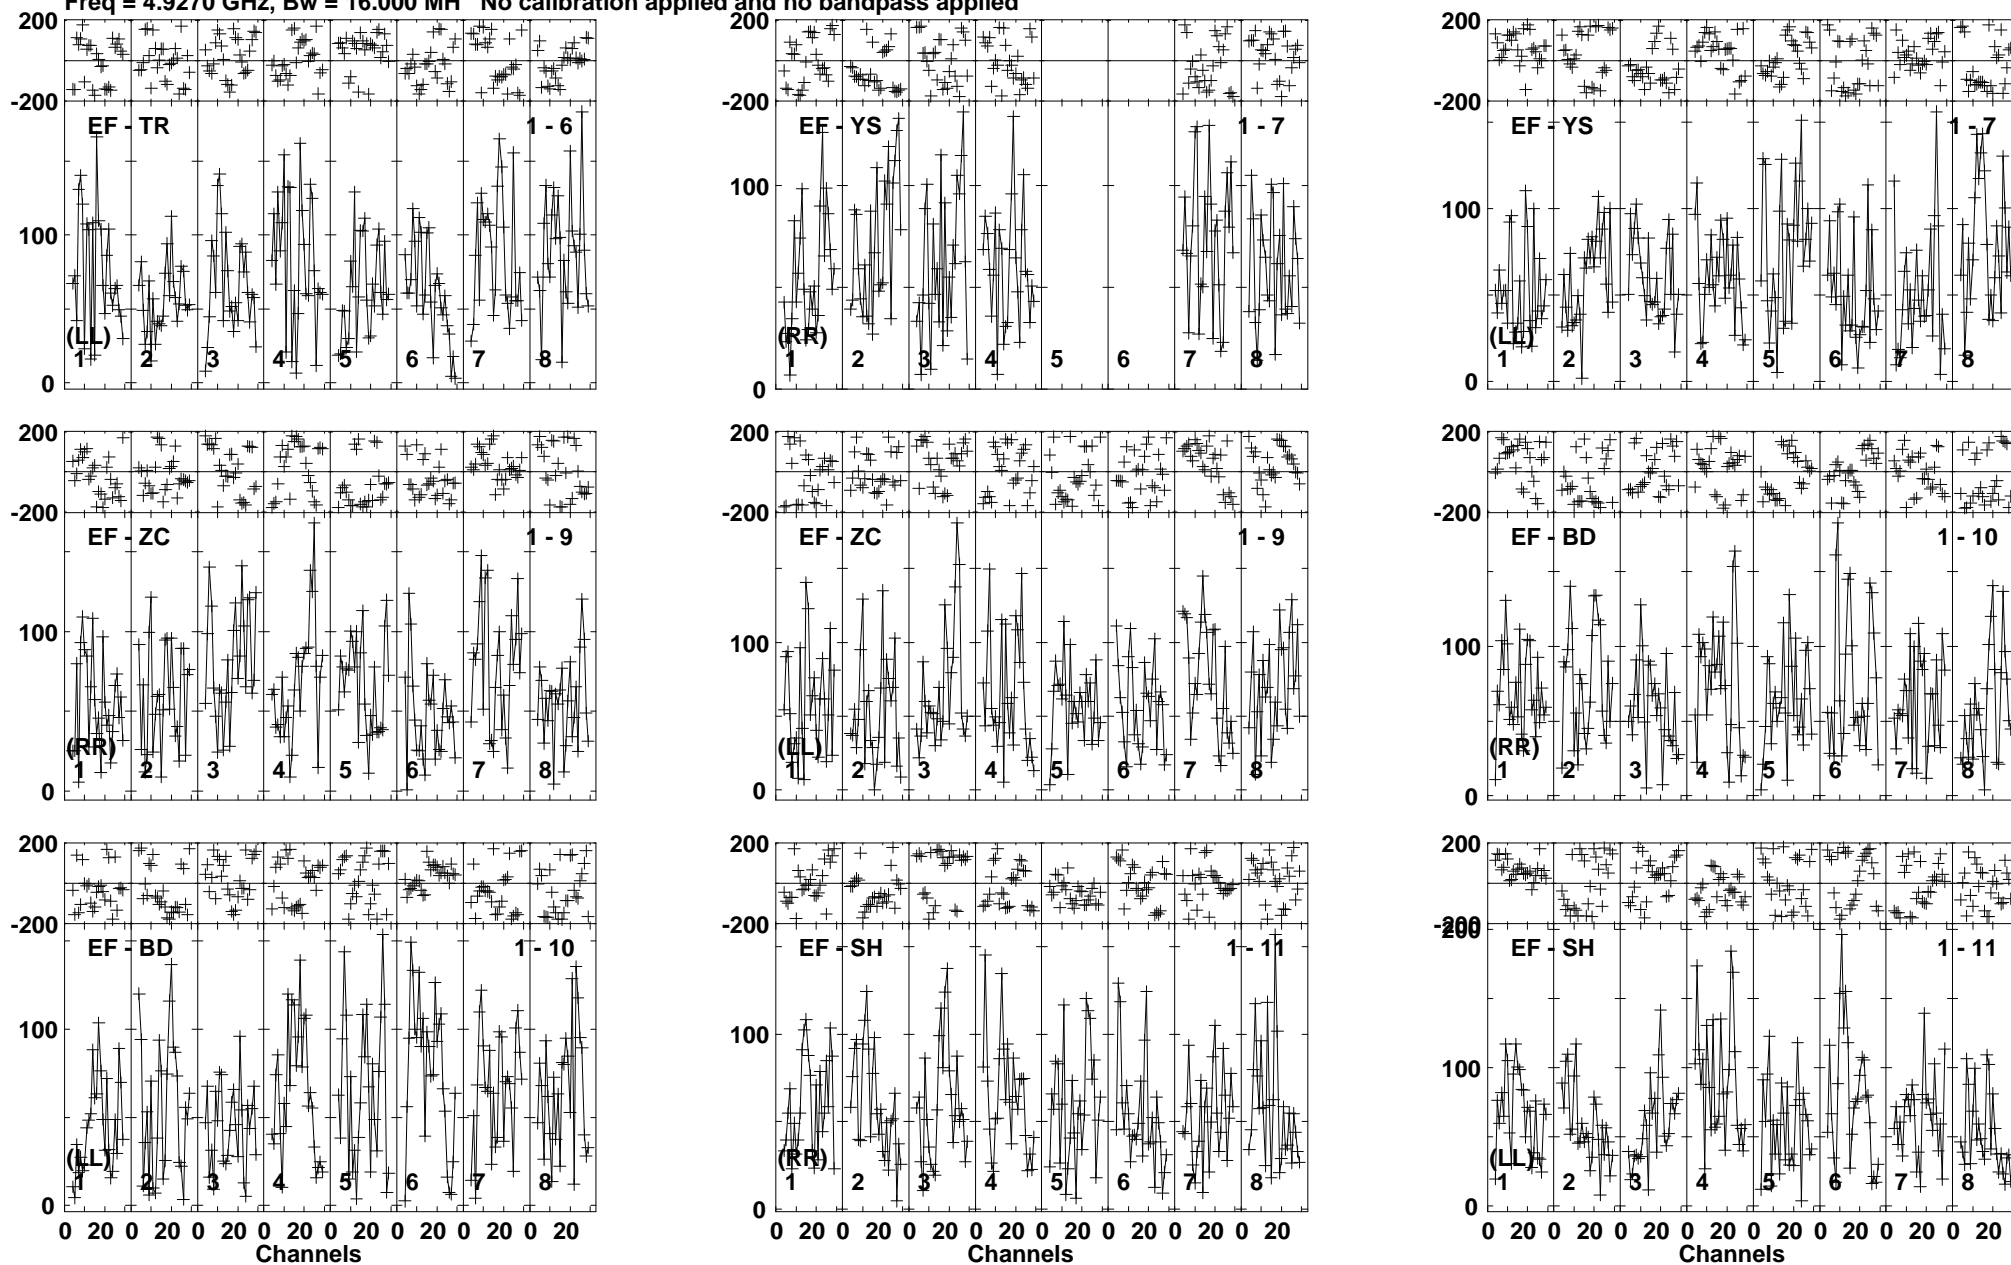 Freq = 4.9270 GHz, Bw = 16.000 MH No calibration applied and no bandpass applied
200 200 200
-200 -200 -200
EF - TR 1 - 6 EF - YS 1 - 7 EF - YS 1 - 7
100 100 100
(LL) (RR) (LL)
1 2 3 4 5 6 7 8 1 2 3 4 5 6 7 8 1 2 3 4 5 6 7 8
0 0 0
200 200 200
-200 -200 -200
EF - ZC 1 - 9 EF - ZC 1 - 9 EF - BD 1 - 10
100 100 100
(RR) (LL) (RR)
1 2 3 4 5 6 7 8 1 2 3 4 5 6 7 8 1 2 3 4 5 6 7 8
0 0 0
200 200 200
-200 -200 -200
200
EF - BD 1 - 10 EF - SH 1 - 11 EF - SH 1 - 11
100 100 100
(LL) (RR) (LL)
1 2 3 4 5 6 7 8 1 2 3 4 5 6 7 8 1 2 3 4 5 6 7 8
0 0 0
0 20 0 20 0 20 0 20 0 20 0 20 0 20 0 20 0 20 0 20 0 20 0 20 0 20 0 20 0 20 0 20 0 20 0 20 0 20 0 20 0 20 0 20 0 20 0 20
Channels Channels Channels